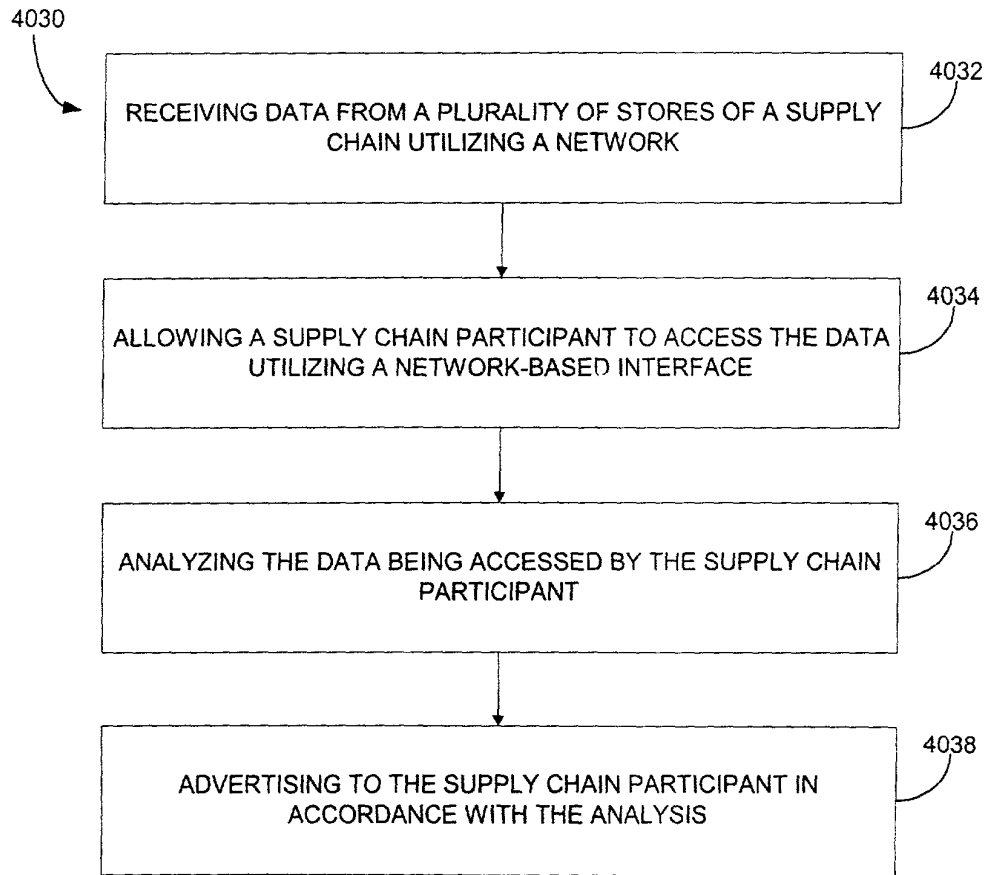 4030
4032
RECEIVING DATA FROM A PLURALITY OF STORES OF A SUPPLY
CHAIN UTILIZING A NETWORK
4034
ALLOWING A SUPPLY CHAIN PARTICIPANT TO ACCESS THE DATA
UTILIZING A NETWORK-BASED INTERFACE
4036
ANALYZING THE DATA BEING ACCESSED BY THE SUPPLY CHAIN
PARTICIPANT
4038
ADVERTISING TO THE SUPPLY CHAIN PARTICIPANT IN
ACCORDANCE WITH THE ANALYSIS